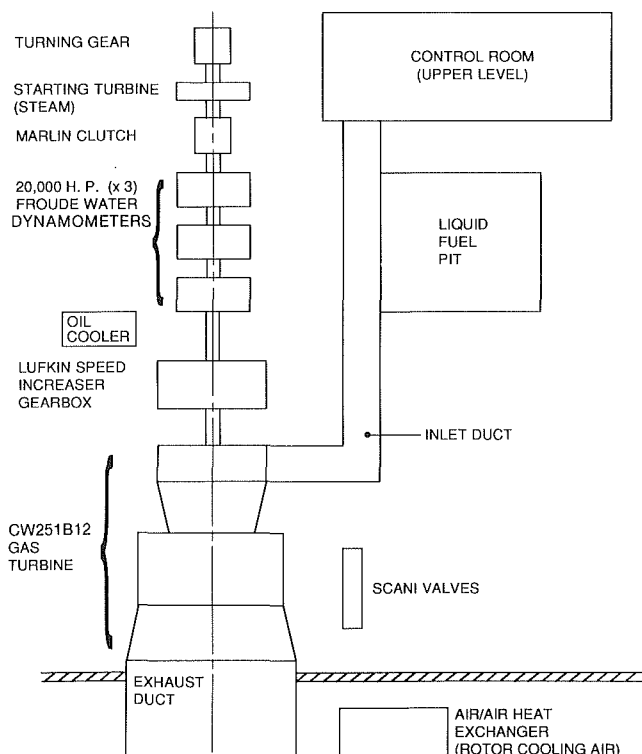 TURNING GEAR
STARTING TURBINE
(STEAM)
MARLIN CLUTCH
20,000 H. P. (x 3)
FROUDE WATER
DYNAMOMETERS
OIL
COOLER
LUFKIN SPEED
INCREASER
GEARBOX
CW251B12
GAS
TURBINE
EXHAUST
DUCT
CONTROL ROOM
(UPPER LEVEL)
LIQUID
FUEL
PIT
INLET DUCT
SCANI VALVES
AIR/AIR HEAT
EXCHANGER
(ROTOR COOLING AIR)